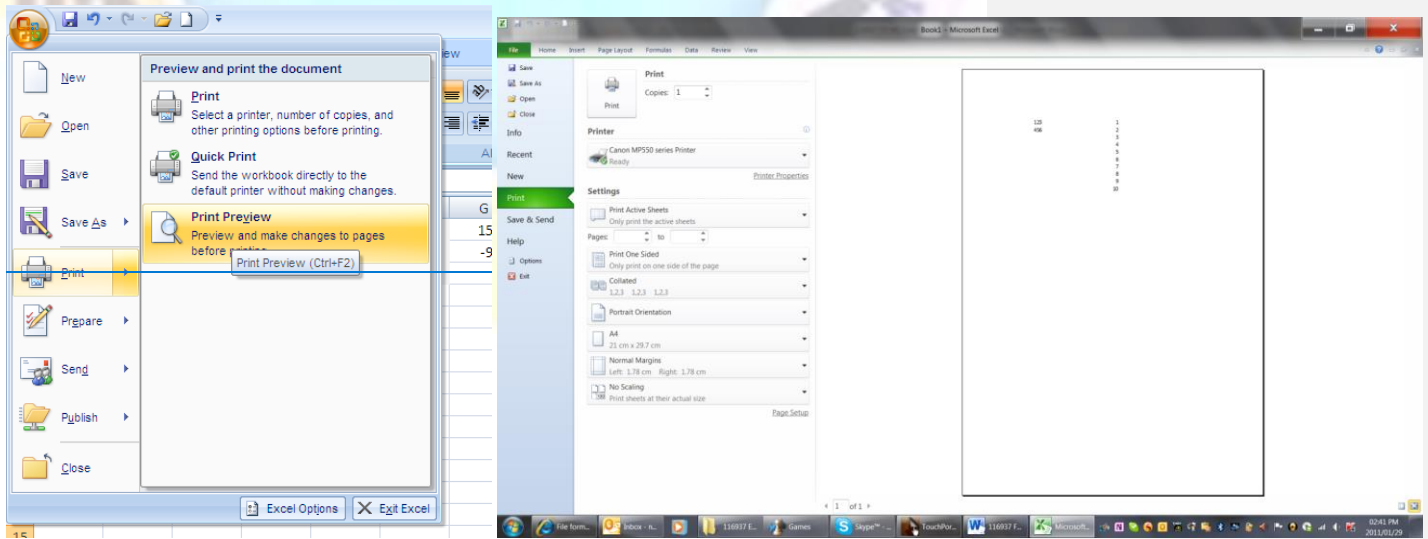 New
Open
Save
Save As
Print
Prepare
Send
Publish
Close
Preview and print the document
Print
Select a printer, number of copies, and
other printing options before printing.
Quick Print
Send the workbook directly to the
default printer without making changes.
Print Preview
Preview and make changes to pages
before printing.
Print Preview (Ctrl+F2)
Excel Options
Exit Excel
ew
G
15
-9
15
Book1 - Microsoft Excel
File Home Insert Page Layout Formulas Data Review View
Save
Save As
Open
Close
Info
Recent
New
Print
Save & Send
Help
Options
Exit
Print
Copies: 1
Print
Printer
Canon MP550 series Printer
Ready
Printer Properties
Settings
Print Active Sheets
Only print the active sheets
Pages: to
Print One Sided
Only print on one side of the page
Collated
1,2,3 1,2,3 1,2,3
Portrait Orientation
A4
21 cm x 29.7 cm
Normal Margins
Left: 1.78 cm Right: 1.78 cm
No Scaling
Print sheets at their actual size
Page Setup
123 1
456 2
3
4
5
6
7
8
9
10
1 of 1
File form... Inbox - n... 116937 E... Games Skype™ -... TouchPor... 116937 F... Microsoft... 02:41 PM
2011/01/29